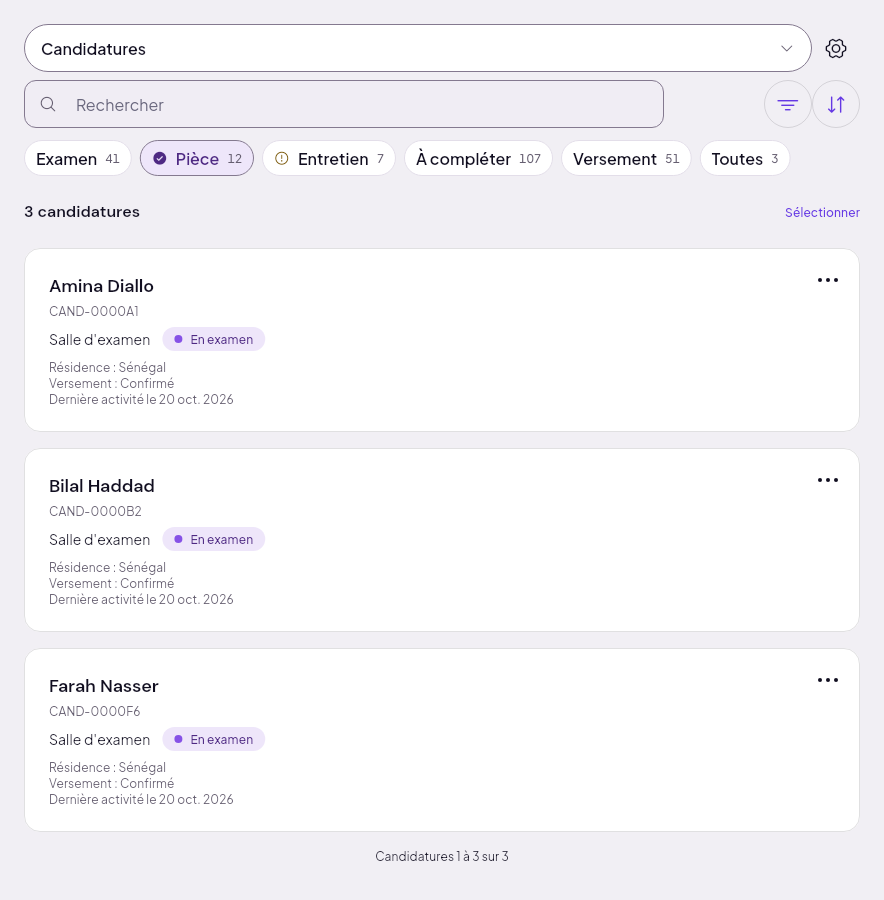 Candidatures
Rechercher
Examen 41 Pièce 12 Entretien 7 À compléter 107 Versement 51 Toutes 3
3 candidatures Sélectionner
Amina Diallo
CAND-0000A1
Salle d'examen En examen
Résidence : Sénégal
Versement : Confirmé
Dernière activité le 20 oct. 2026
Bilal Haddad
CAND-0000B2
Salle d'examen En examen
Résidence : Sénégal
Versement : Confirmé
Dernière activité le 20 oct. 2026
Farah Nasser
CAND-0000F6
Salle d'examen En examen
Résidence : Sénégal
Versement : Confirmé
Dernière activité le 20 oct. 2026
Candidatures 1 à 3 sur 3